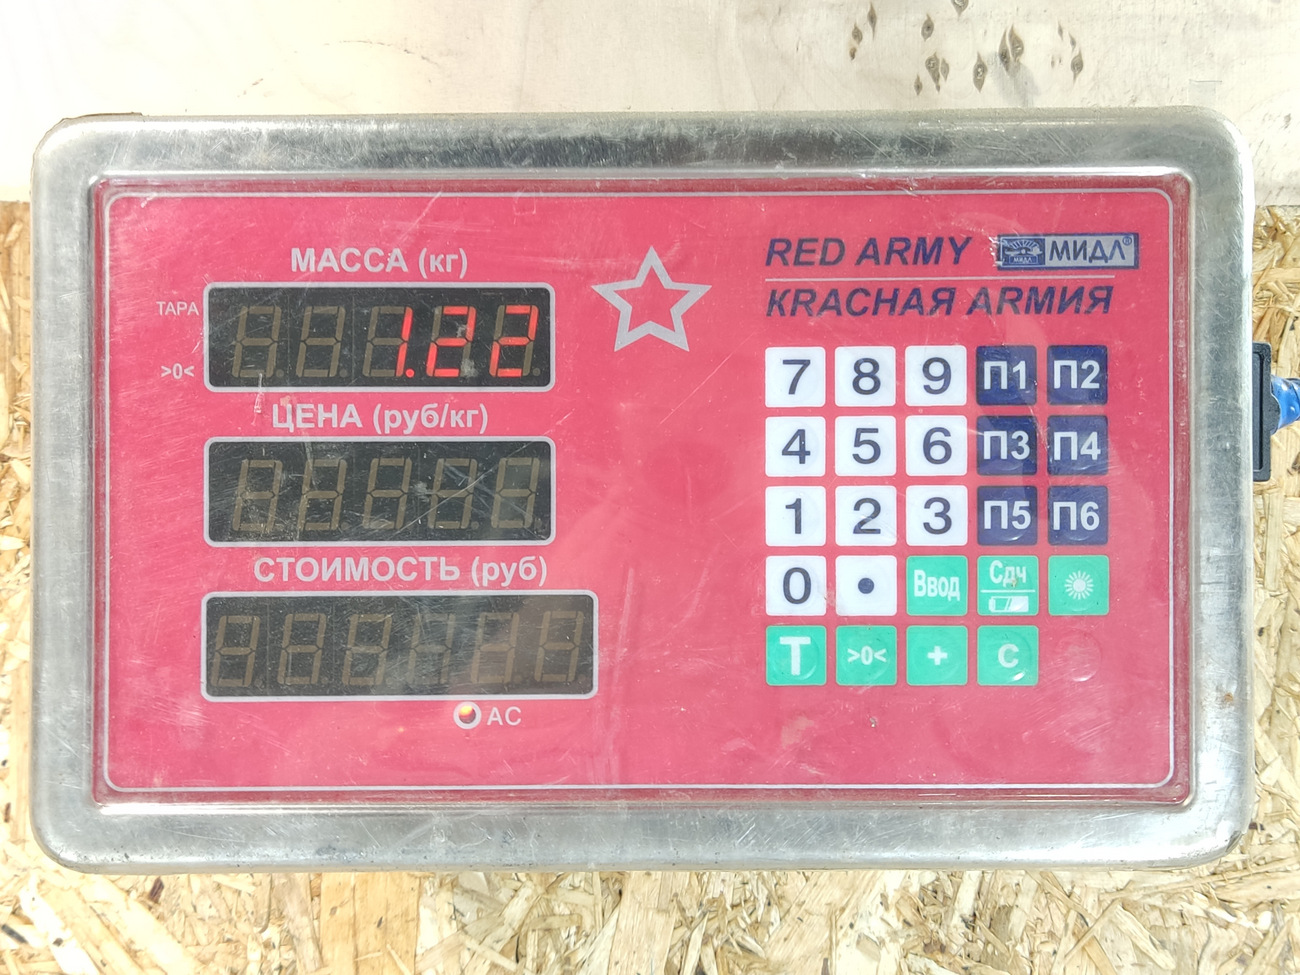 МАССА (кг)
ТАРА
1.22
>0<
ЦЕНА (руб/кг)
СТОИМОСТЬ (руб)
AC
RED ARMY МИДЛ®
МИДЛ
КRАСНАЯ АRМИЯ
7 8 9 П1 П2
4 5 6 П3 П4
1 2 3 П5 П6
0 • Ввод Сдч
T >0< + C